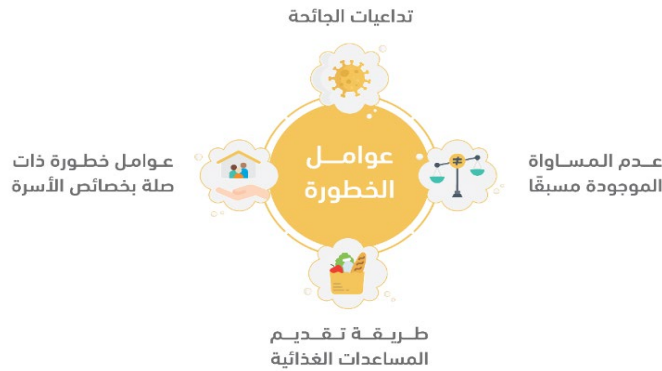 تداعيات الجائحة
عوامل
الخطورة
عدم المساواة
الموجودة مسبقًا
عوامل خطورة ذات
صلة بخصائص الأسرة
طريقة تقديم
المساعدات الغذائية